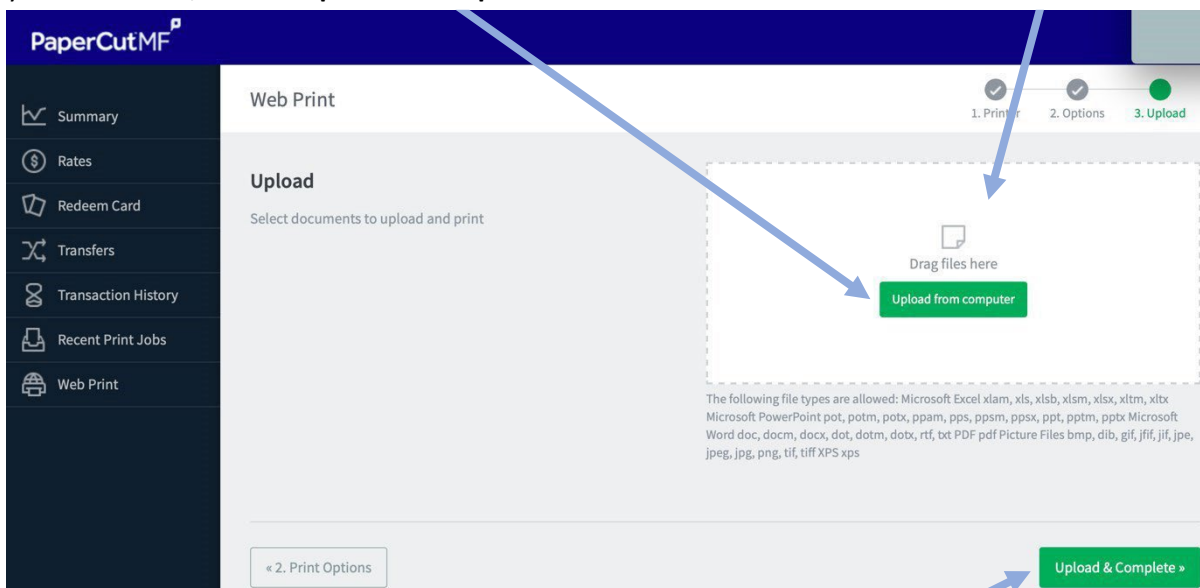 PaperCut MF
Web Print
1. Printer 2. Options 3. Upload
Summary
Rates
Redeem Card
Transfers
Transaction History
Recent Print Jobs
Web Print
Upload
Select documents to upload and print
Drag files here
Upload from computer
The following file types are allowed: Microsoft Excel xlam, xls, xlsb, xlsm, xlsx, xltm, xltx
Microsoft PowerPoint pot, potm, potx, ppam, pps, ppsm, ppsx, ppt, pptm, pptx Microsoft
Word doc, docm, docx, dot, dotm, dotx, rtf, txt PDF pdf Picture Files bmp, dib, gif, jfif, jif, jpe,
jpeg, jpg, png, tif, tiff XPS xps
« 2. Print Options
Upload & Complete »